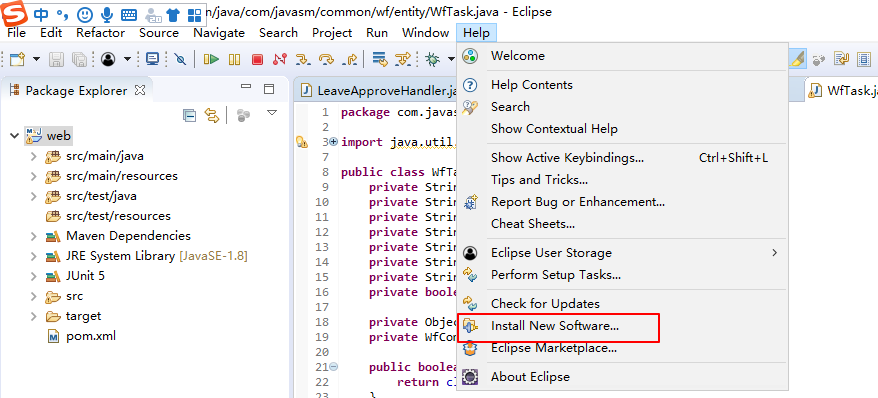 S 中
n/java/com/javasm/common/wf/entity/WfTask.java - Eclipse
File Edit Refactor Source Navigate Search Project Run Window Help
Package Explorer
web
src/main/java
src/main/resources
src/test/java
src/test/resources
Maven Dependencies
JRE System Library [JavaSE-1.8]
JUnit 5
src
target
pom.xml
LeaveApproveHandler.ja
WfTask.java
1 package com.javas
2
3 import java.util.
7
8 public class WfTa
9 private Strin
10 private Strin
11 private Strin
12 private Strin
13 private Strin
14 private Strin
15 private Strin
16 private boole
17
18 private Objec
19 private WfCom
20
21 public boolea
22 return cl
23 }
Welcome
Help Contents
Search
Show Contextual Help
Show Active Keybindings... Ctrl+Shift+L
Tips and Tricks...
Report Bug or Enhancement...
Cheat Sheets...
Eclipse User Storage
Perform Setup Tasks...
Check for Updates
Install New Software...
Eclipse Marketplace...
About Eclipse